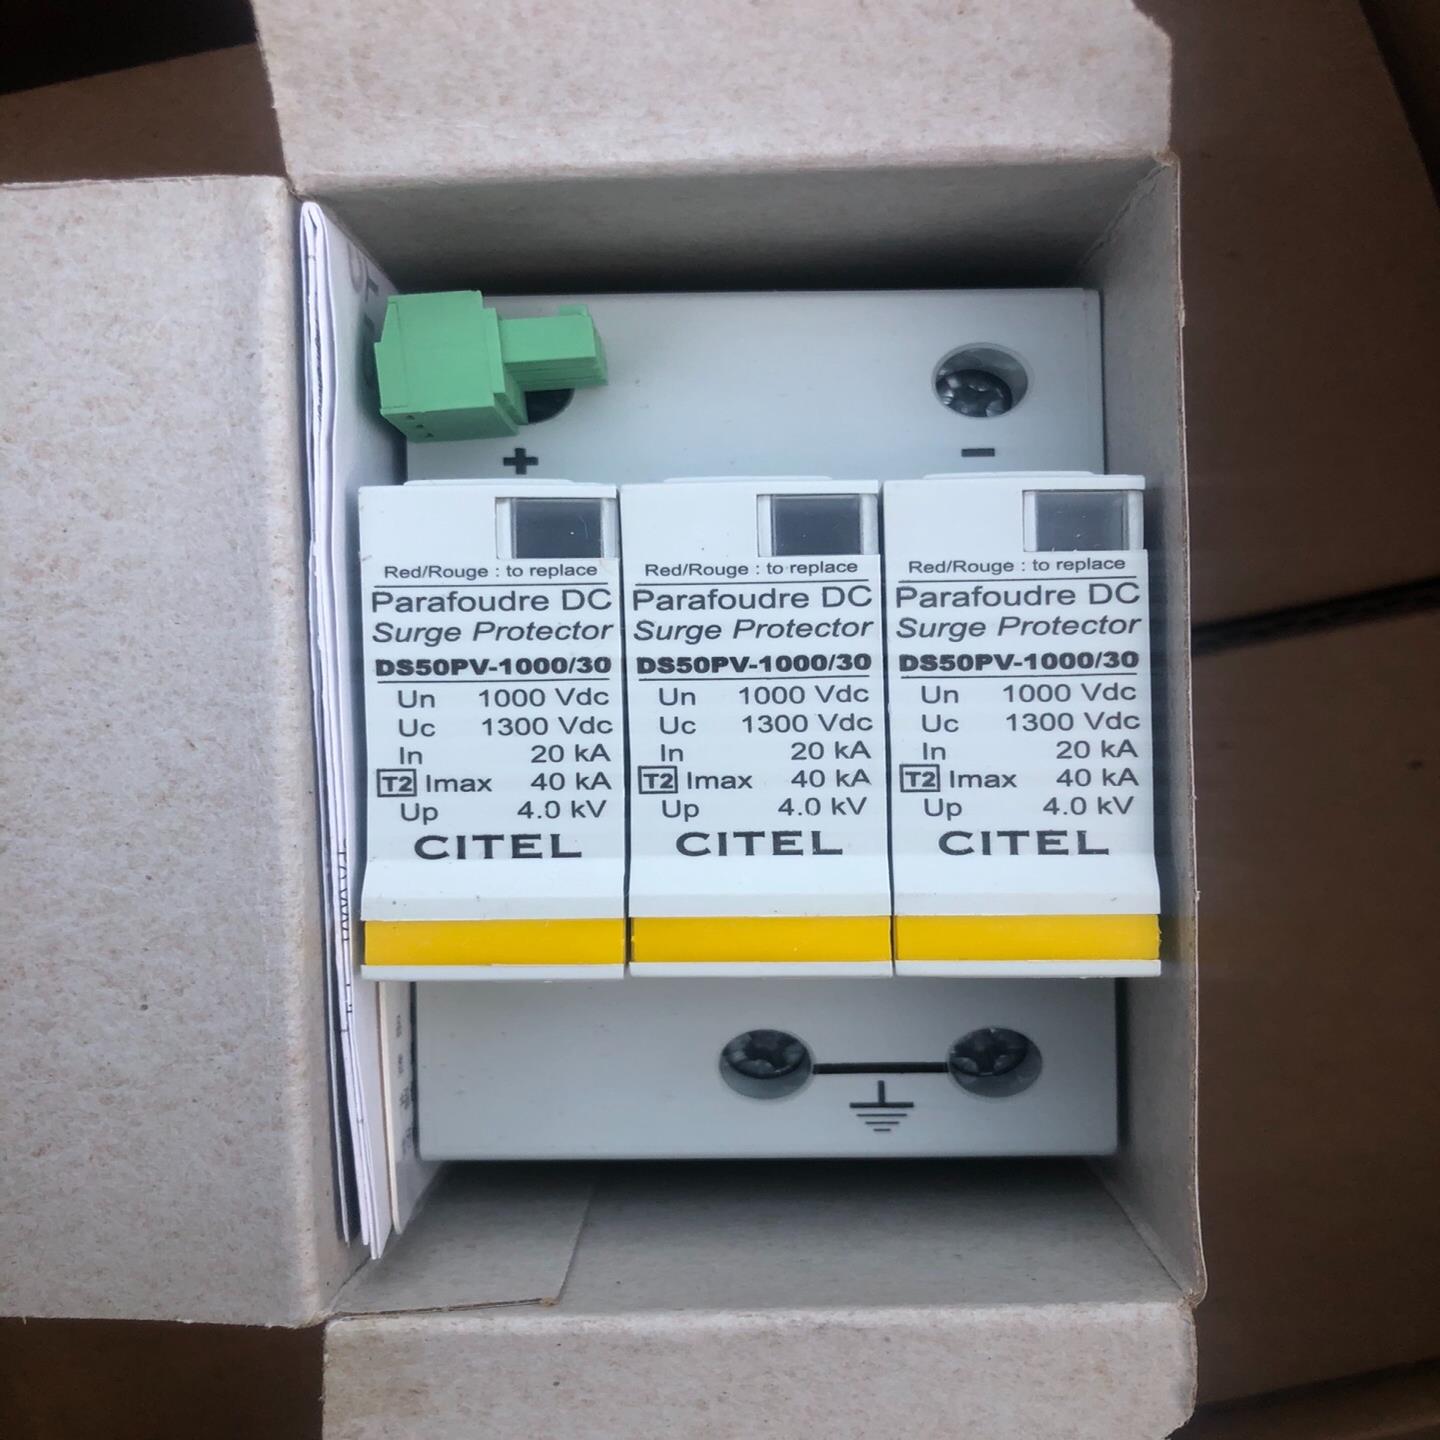 + −
Red/Rouge : to replace
Parafoudre DC
Surge Protector
DS50PV-1000/30
Un 1000 Vdc
Uc 1300 Vdc
In 20 kA
T2 Imax 40 kA
Up 4.0 kV
CITEL
Red/Rouge : to replace
Parafoudre DC
Surge Protector
DS50PV-1000/30
Un 1000 Vdc
Uc 1300 Vdc
In 20 kA
T2 Imax 40 kA
Up 4.0 kV
CITEL
Red/Rouge : to replace
Parafoudre DC
Surge Protector
DS50PV-1000/30
Un 1000 Vdc
Uc 1300 Vdc
In 20 kA
T2 Imax 40 kA
Up 4.0 kV
CITEL